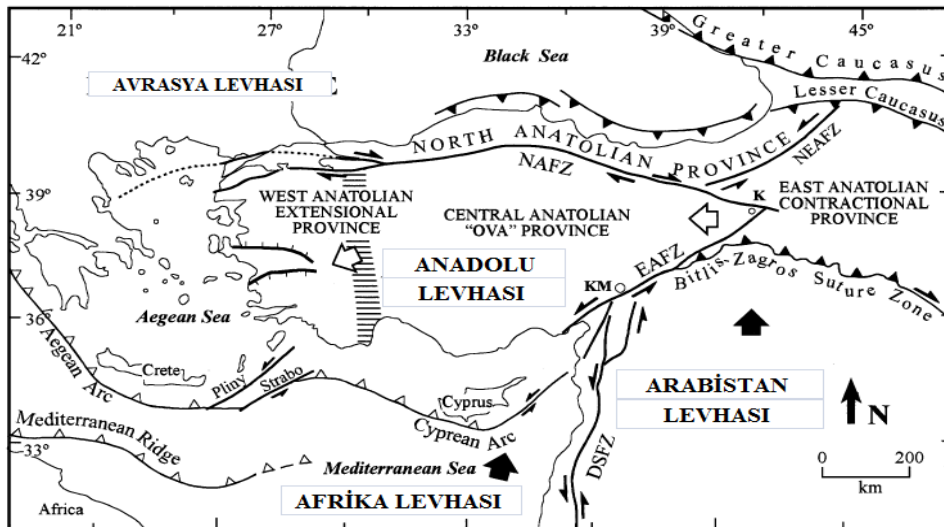 21°
27°
33°
39°
45°
42°
39°
36°
33°
Black Sea
Greater Caucasus
Lesser Caucasus
AVRASYA LEVHASI
NORTH ANATOLIAN PROVINCE
NAFZ
NEAFZ
WEST ANATOLIAN
EXTENSIONAL
PROVINCE
CENTRAL ANATOLIAN
"OVA" PROVINCE
K
EAST ANATOLIAN
CONTRACTIONAL
PROVINCE
ANADOLU
LEVHASI
EAFZ
KM
Bitlis-Zagros Suture Zone
Aegean Sea
Aegean Arc
Crete
Pliny
Strabo
Cyprus
Cyprean Arc
ARABİSTAN
LEVHASI
N
DSFZ
Mediterranean Ridge
Mediterranean Sea
AFRİKA LEVHASI
Africa
0 200
km